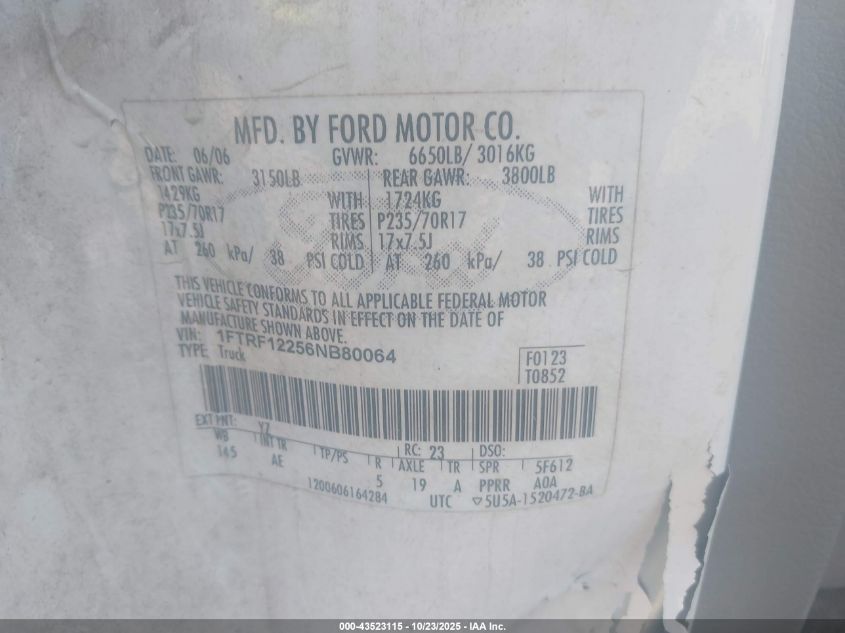 MFD. BY FORD MOTOR CO.
DATE: 06/06 GVWR: 6650LB/ 3016KG
FRONT GAWR: 3150LB REAR GAWR: 3800LB
1429KG WITH 1724KG WITH
P235/70R17 TIRES P235/70R17 TIRES
17x7.5J RIMS 17x7.5J RIMS
AT 260 kPa/ 38 PSI COLD AT 260 kPa/ 38 PSI COLD
THIS VEHICLE CONFORMS TO ALL APPLICABLE FEDERAL MOTOR
VEHICLE SAFETY STANDARDS IN EFFECT ON THE DATE OF
MANUFACTURE SHOWN ABOVE.
VIN: 1FTRF12256NB80064
TYPE: Truck
F0123
T0852
EXT PNT: YZ RC: 23 DSO:
WB INT TR TP/PS R AXLE TR SPR 5F612
145 AE 5 19 A PPRR A0A
1200606164284 UTC ▽5U5A-1520472-BA
000-43523115 - 10/23/2025 - IAA Inc.